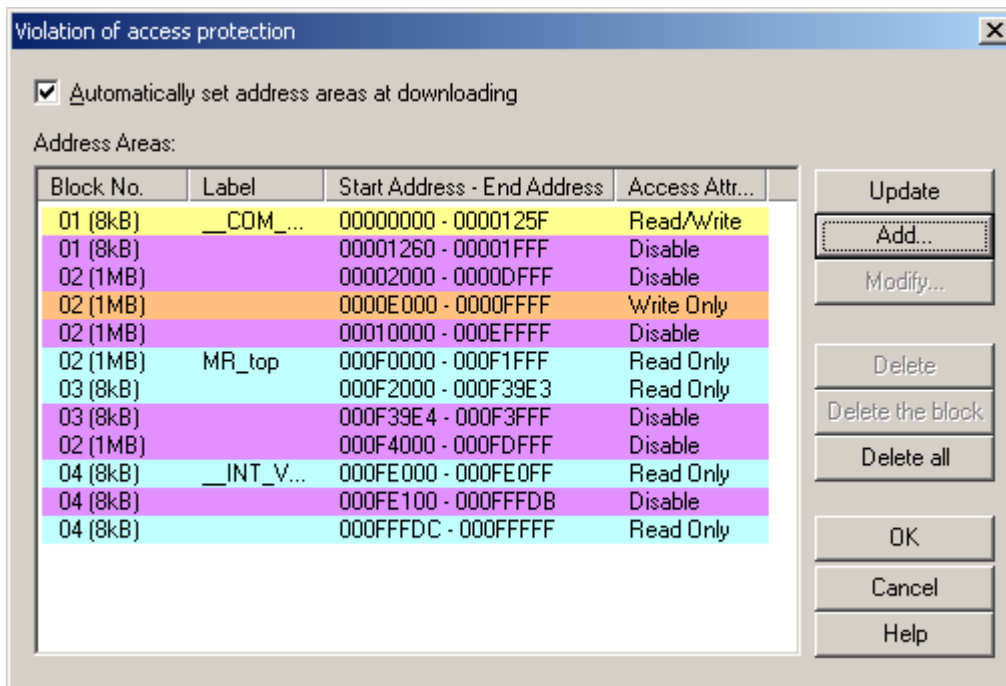 Violation of access protection
Automatically set address areas at downloading
Address Areas:
Block No. Label Start Address - End Address Access Attr...
01 (8kB) __COM_... 00000000 - 0000125F Read/Write
01 (8kB) 00001260 - 00001FFF Disable
02 (1MB) 00002000 - 0000DFFF Disable
02 (1MB) 0000E000 - 0000FFFF Write Only
02 (1MB) 00010000 - 000EFFFF Disable
02 (1MB) MR_top 000F0000 - 000F1FFF Read Only
03 (8kB) 000F2000 - 000F39E3 Read Only
03 (8kB) 000F39E4 - 000F3FFF Disable
02 (1MB) 000F4000 - 000FDFFF Disable
04 (8kB) __INT_V... 000FE000 - 000FE0FF Read Only
04 (8kB) 000FE100 - 000FFFDB Disable
04 (8kB) 000FFFDC - 000FFFFF Read Only
Update
Add...
Modify...
Delete
Delete the block
Delete all
OK
Cancel
Help